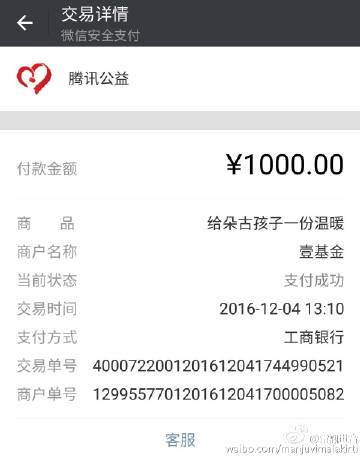 交易详情
微信安全支付
腾讯公益
付款金额 ¥1000.00
商 品 给朵古孩子一份温暖
商户名称 壹基金
当前状态 支付成功
交易时间 2016-12-04 13:10
支付方式 工商银行
交易单号 4000722001201612041744990521
商户单号 1299557701201612041700005082
客服
weibo.com/manjuvimalakirti